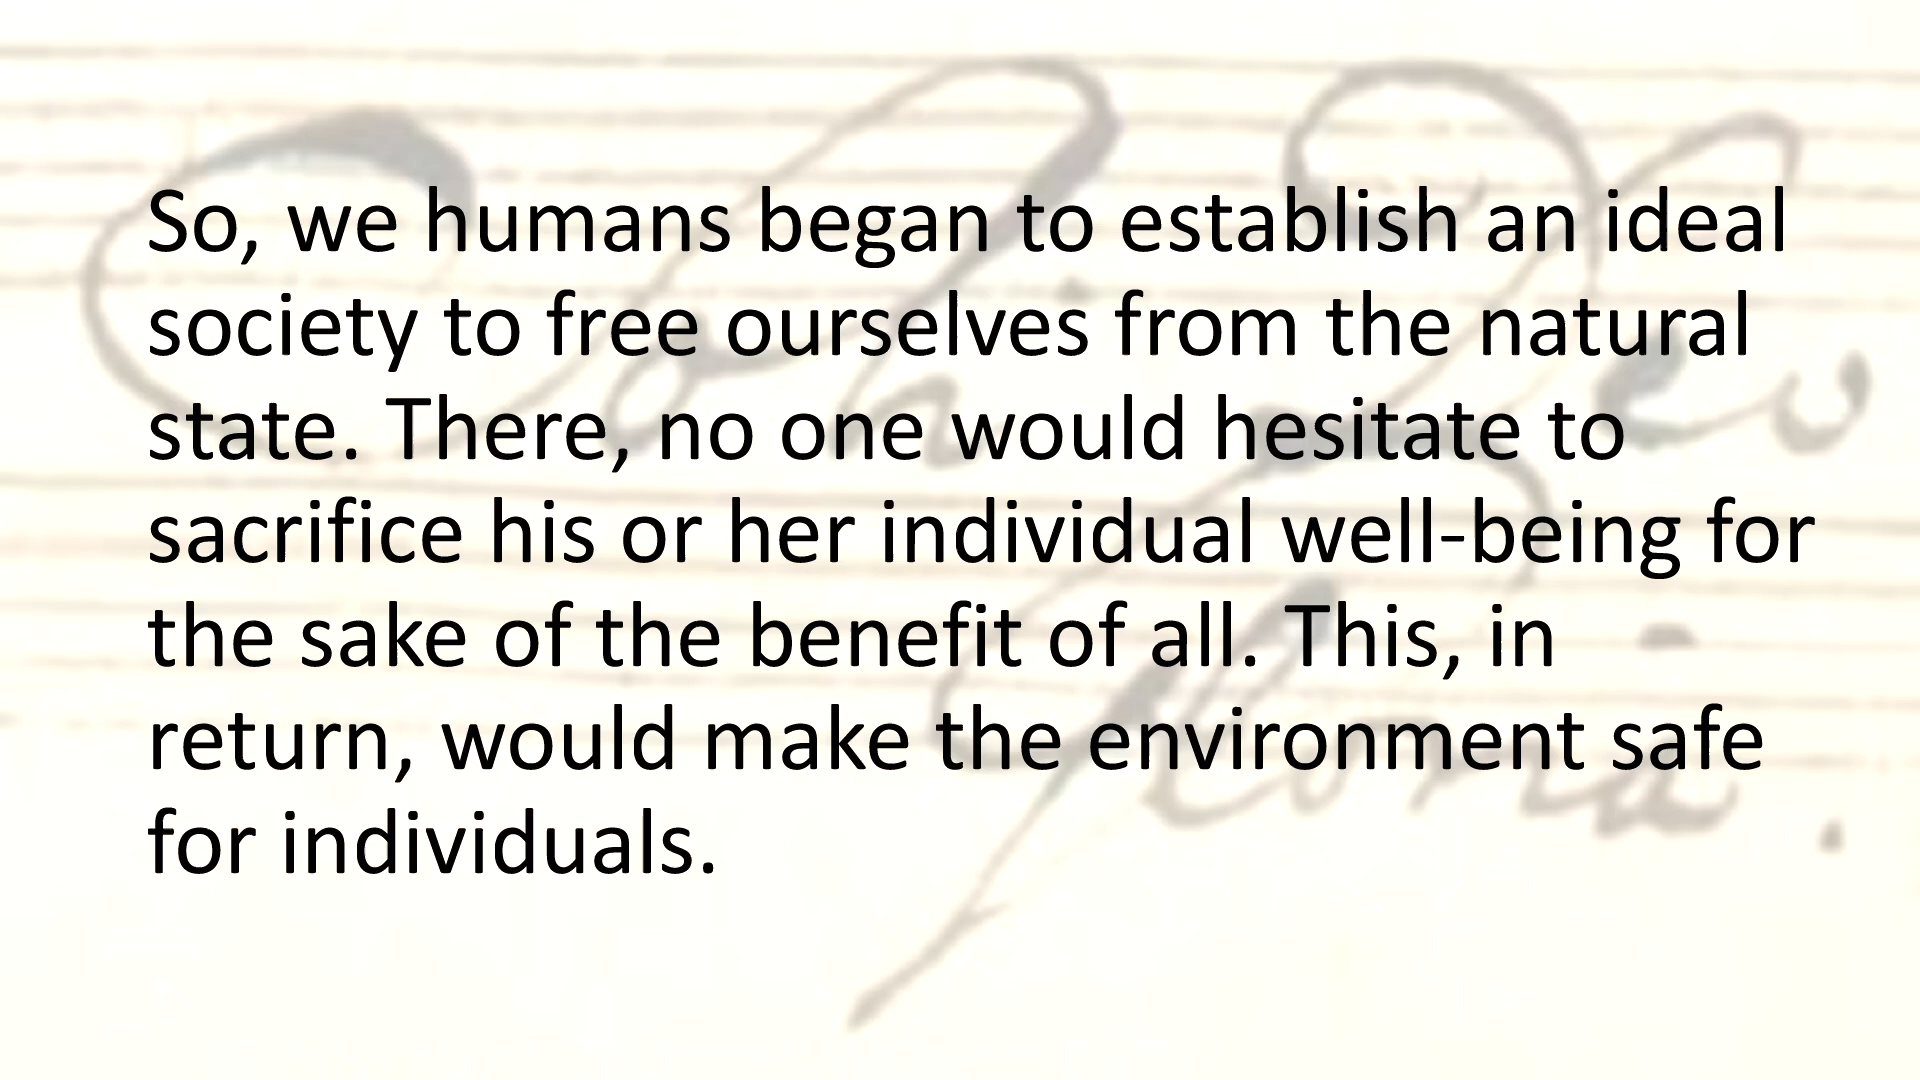 So, we humans began to establish an ideal
society to free ourselves from the natural
state. There, no one would hesitate to
sacrifice his or her individual well-being for
the sake of the benefit of all. This, in
return, would make the environment safe
for individuals.